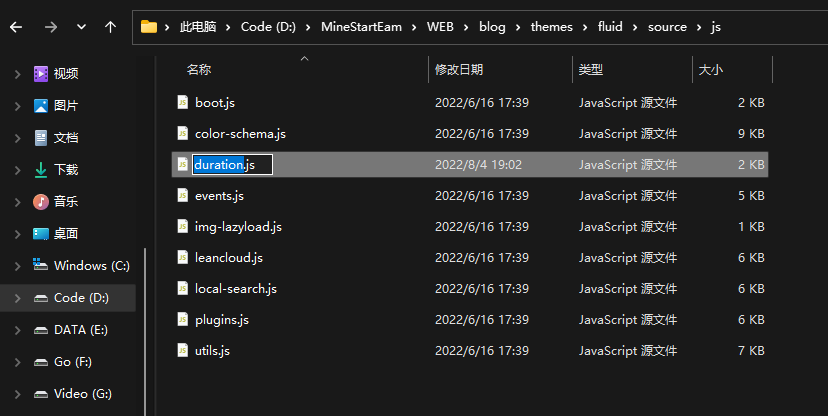 此电脑 › Code (D:) › MineStartEam › WEB › blog › themes › fluid › source › js
名称 修改日期 类型 大小
视频
图片
文档
下载
音乐
桌面
Windows (C:)
Code (D:)
DATA (E:)
Go (F:)
Video (G:)
boot.js 2022/6/16 17:39 JavaScript 源文件 2 KB
color-schema.js 2022/6/16 17:39 JavaScript 源文件 9 KB
duration.js 2022/8/4 19:02 JavaScript 源文件 2 KB
events.js 2022/6/16 17:39 JavaScript 源文件 5 KB
img-lazyload.js 2022/6/16 17:39 JavaScript 源文件 1 KB
leancloud.js 2022/6/16 17:39 JavaScript 源文件 6 KB
local-search.js 2022/6/16 17:39 JavaScript 源文件 6 KB
plugins.js 2022/6/16 17:39 JavaScript 源文件 6 KB
utils.js 2022/6/16 17:39 JavaScript 源文件 7 KB